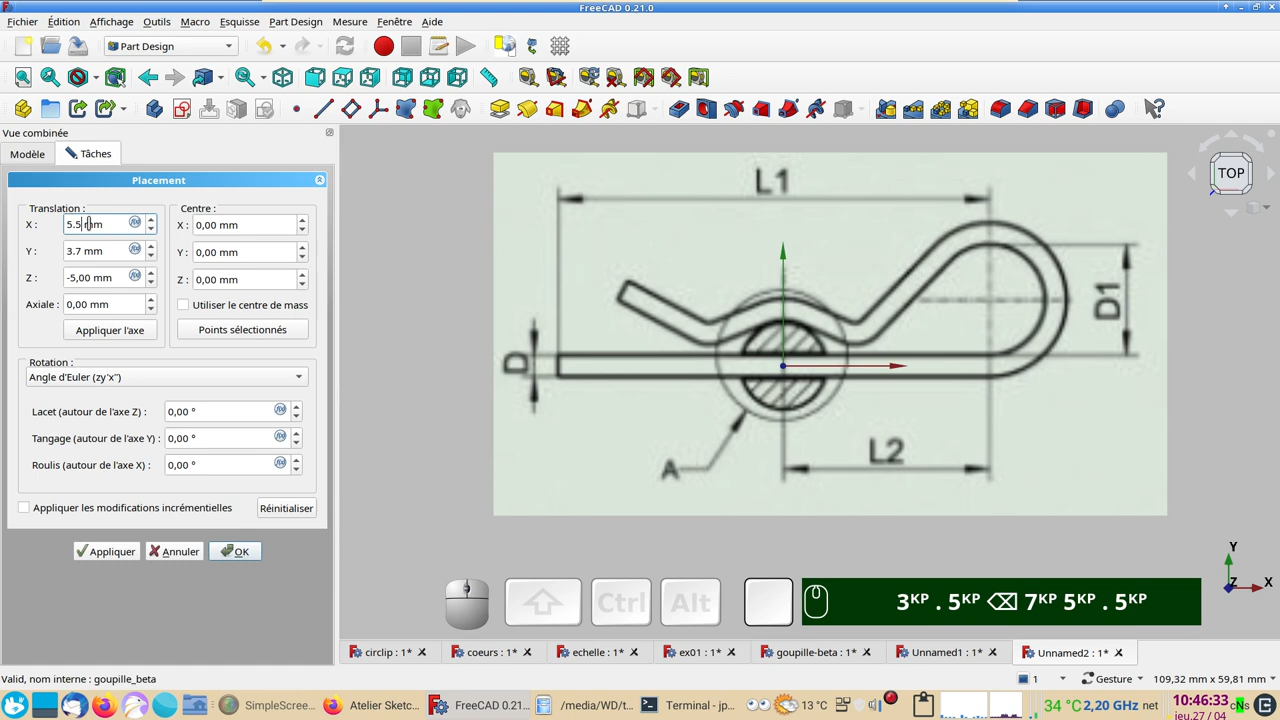 FreeCAD 0.21.0
Fichier Édition Affichage Outils Macro Esquisse Part Design Mesure Fenêtre Aide
Part Design
Vue combinée
Modèle Tâches
Placement
Translation : Centre :
X : 5.5 mm X : 0,00 mm
Y : 3.7 mm Y : 0,00 mm
Z : -5,00 mm Z : 0,00 mm
Axiale : 0,00 mm Utiliser le centre de mass
Appliquer l'axe Points sélectionnés
Rotation :
Angle d'Euler (zy'x'')
Lacet (autour de l'axe Z) : 0,00 °
Tangage (autour de l'axe Y) : 0,00 °
Roulis (autour de l'axe X) : 0,00 °
Appliquer les modifications incrémentielles Réinitialiser
Appliquer Annuler OK
L1
D1
D
A
L2
TOP
Y
Z X
Ctrl Alt
3KP . 5KP ⌫ 7KP 5KP . 5KP
circlip : 1* coeurs : 1* echelle : 1* ex01 : 1* goupille-beta : 1* Unnamed1 : 1* Unnamed2 : 1*
Valid, nom interne : goupille_beta 1 Gesture 109,32 mm x 59,81 mm
SimpleScree... Atelier Sketc... FreeCAD 0.21... /media/WD/t... Terminal - jp... 13 °C 34 °C 2,20 GHz net 10:46:33
jeu.27 / 04